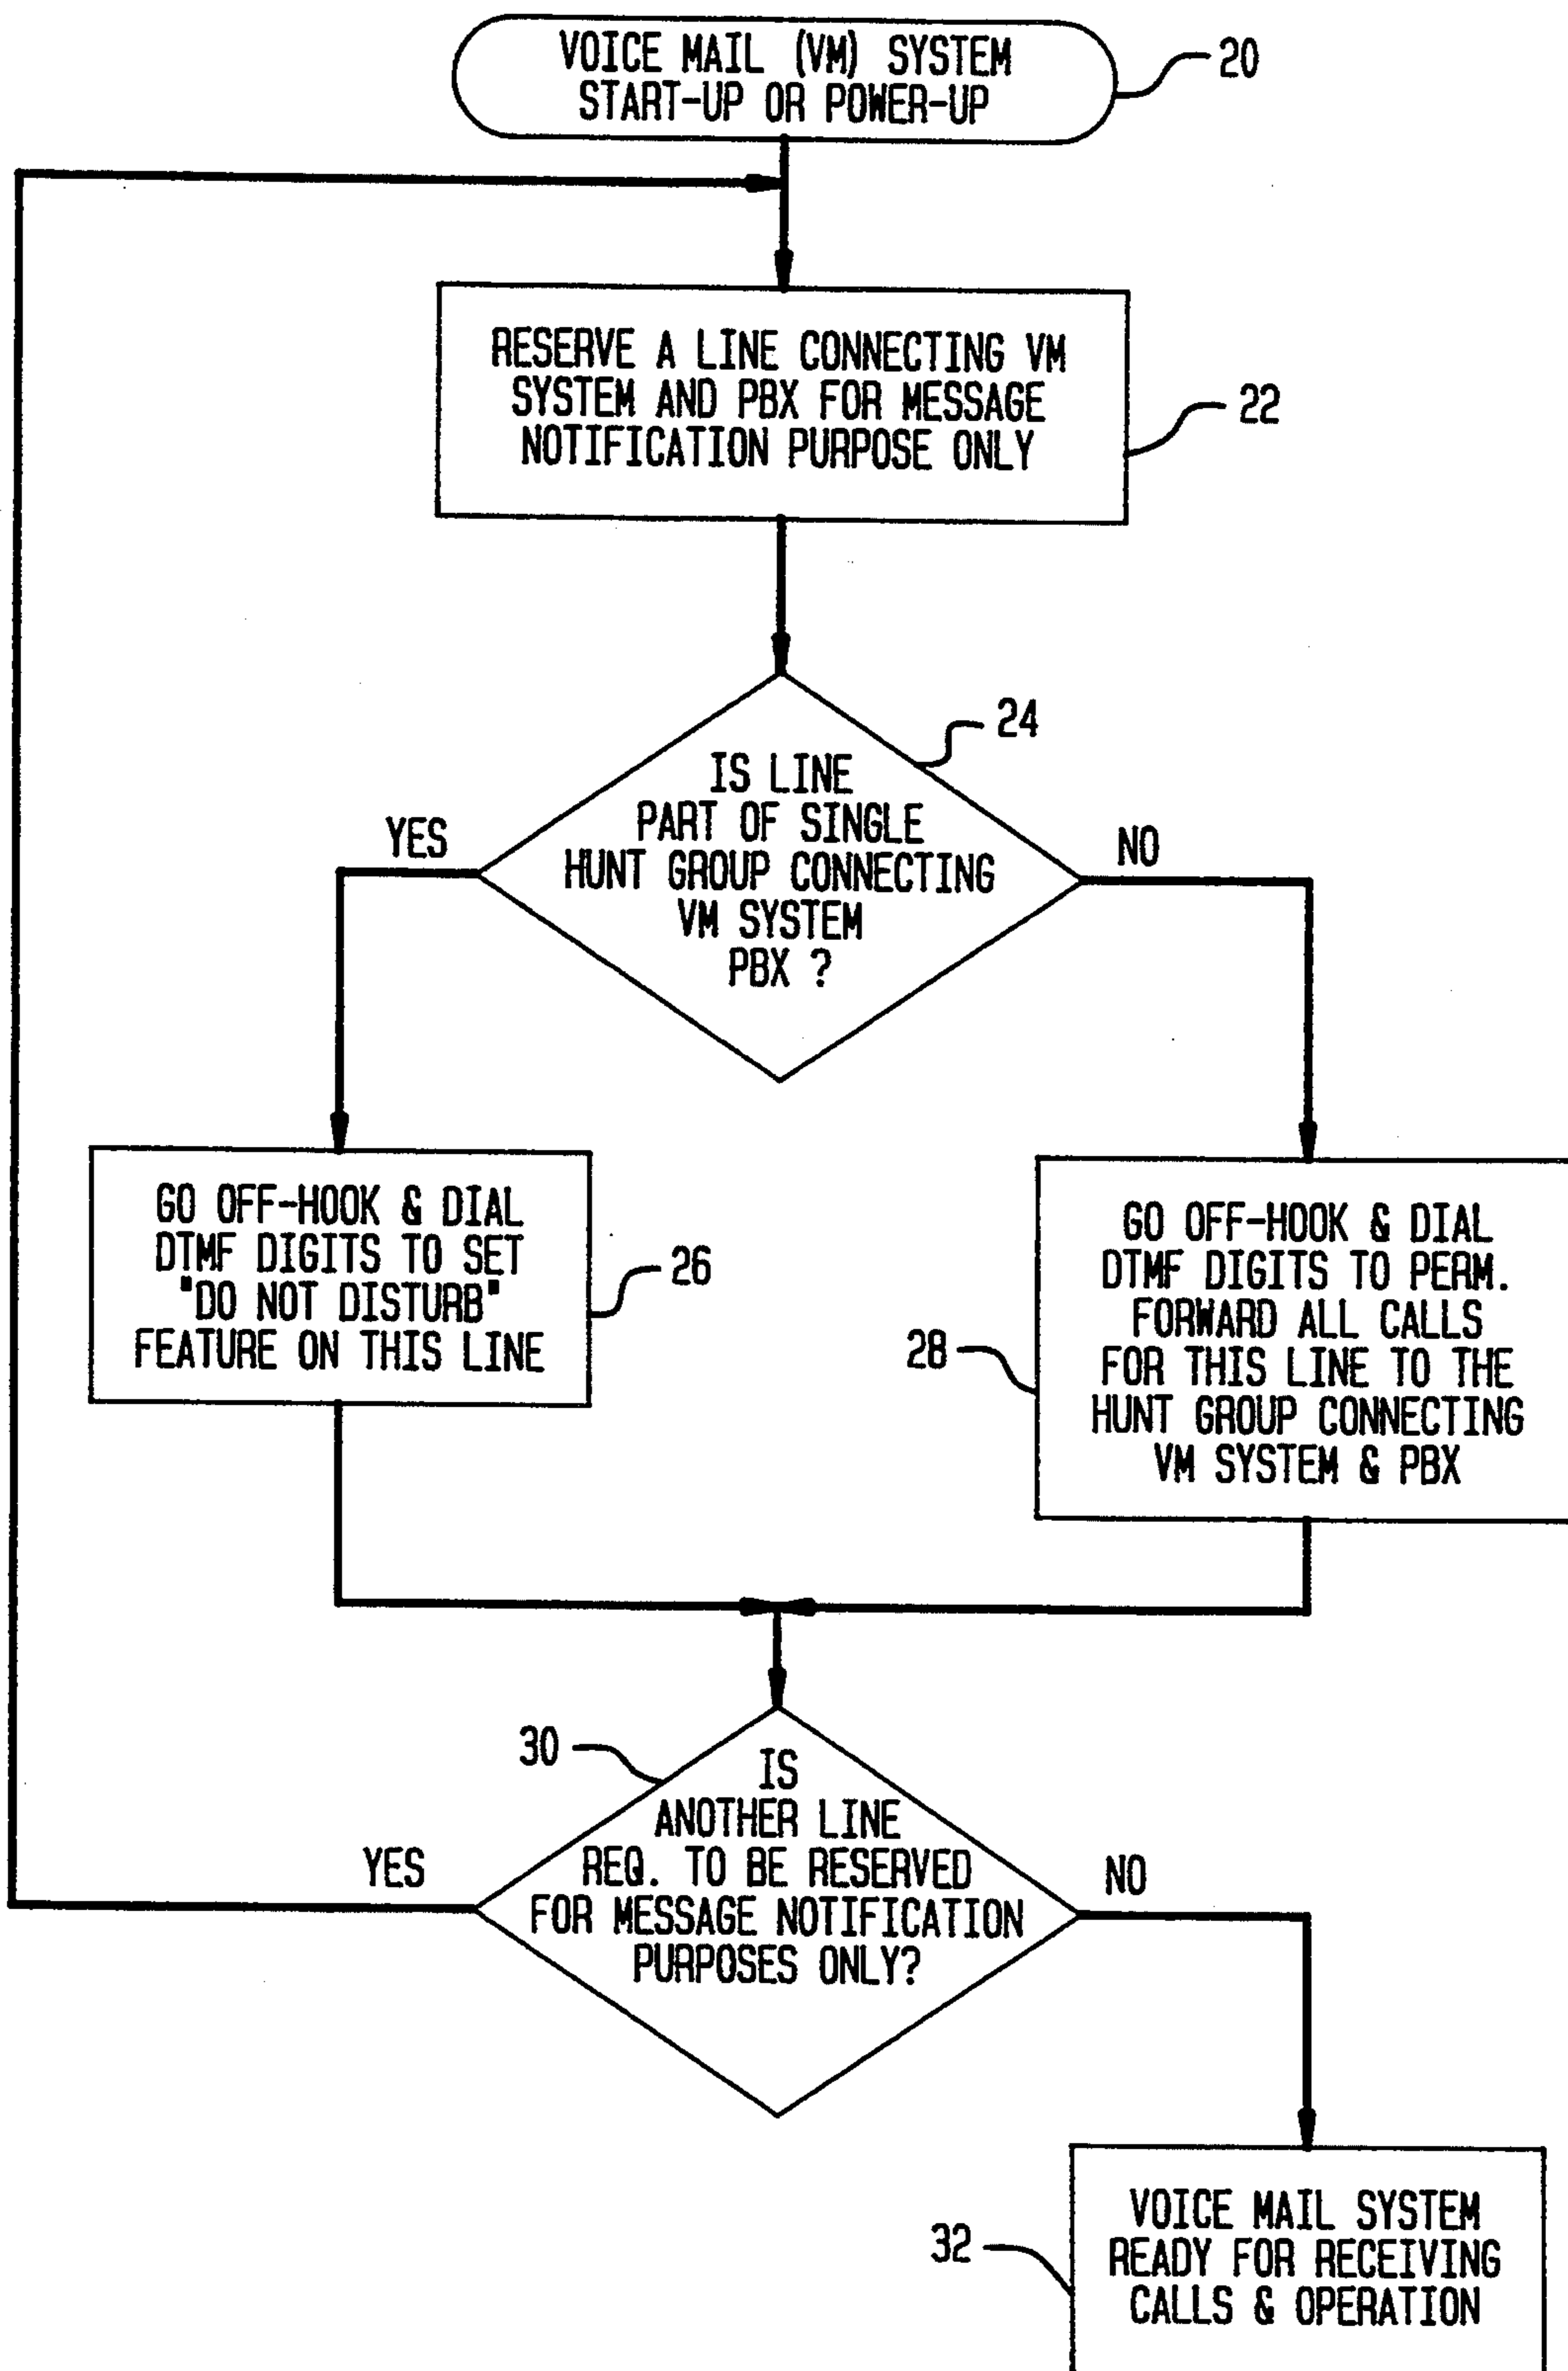 VOICE MAIL (VM) SYSTEM
START-UP OR POWER-UP
20
RESERVE A LINE CONNECTING VM
SYSTEM AND PBX FOR MESSAGE
NOTIFICATION PURPOSE ONLY
22
24
IS LINE
PART OF SINGLE
HUNT GROUP CONNECTING
VM SYSTEM
PBX ?
YES
NO
GO OFF-HOOK & DIAL
DTMF DIGITS TO SET
"DO NOT DISTURB"
FEATURE ON THIS LINE
26
GO OFF-HOOK & DIAL
DTMF DIGITS TO PERM.
FORWARD ALL CALLS
FOR THIS LINE TO THE
HUNT GROUP CONNECTING
VM SYSTEM & PBX
28
30
IS
ANOTHER LINE
REQ. TO BE RESERVED
FOR MESSAGE NOTIFICATION
PURPOSES ONLY?
YES
NO
VOICE MAIL SYSTEM
READY FOR RECEIVING
CALLS & OPERATION
32